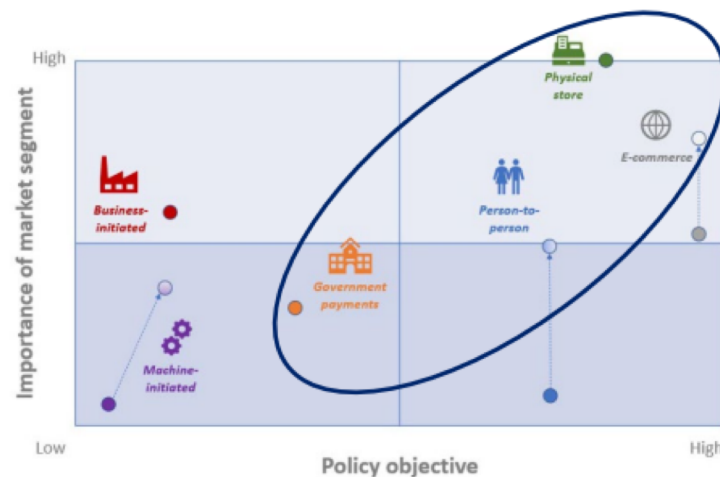 High
Importance of market segment
Physical
store
E-commerce
Business-
initiated
Person-to-
person
Government
payments
Machine-
initiated
Low
High
Policy objective